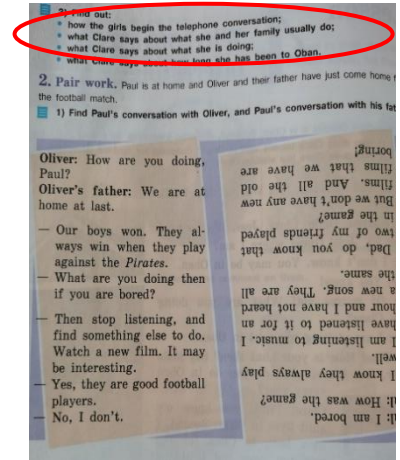 2) Find out:
• how the girls begin the telephone conversation;
• what Clare says about what she and her family usually do;
• what Clare says about what she is doing;
• what Clare says about how long she has been to Oban.
2. Pair work. Paul is at home and Oliver and their father have just come home
the football match.
1) Find Paul's conversation with Oliver, and Paul's conversation with his
Oliver: How are you doing,
Paul?
Oliver's father: We are at
home at last.
— Our boys won. They al-
ways win when they play
against the Pirates.
— What are you doing then
if you are bored?
— Then stop listening, and
find something else to do.
Watch a new film. It may
be interesting.
— Yes, they are good football
players.
— No, I don't.
I am bored.
How was the game?
I know they always play
well.
I am listening to music. I
have listened to it for an
hour and I have not heard
a new song. They are all
the same.
Dad, do you know that
two of my friends played
in the game?
But we don't have any new
films. And all the old
films that we have are
boring!